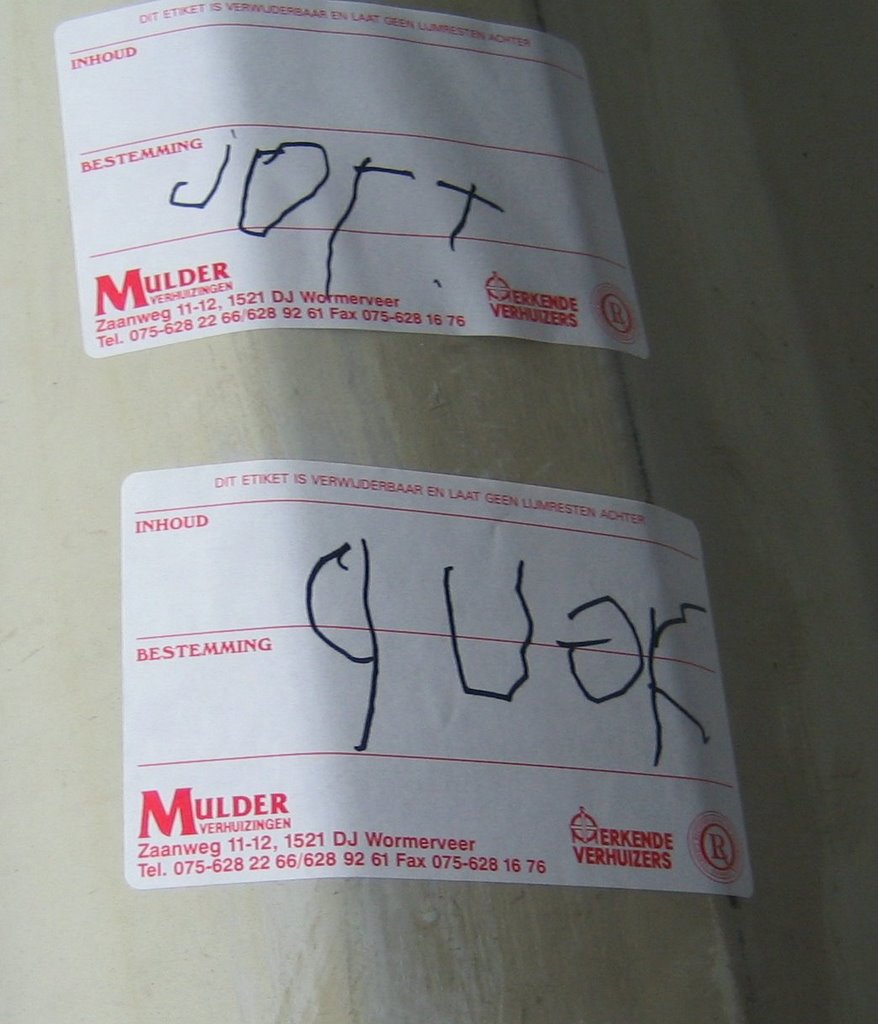 DIT ETIKET IS VERWIJDERBAAR EN LAAT GEEN LIJMRESTEN ACHTER
INHOUD
BESTEMMING
JOrT
MULDER
VERHUIZINGEN
Zaanweg 11-12, 1521 DJ Wormerveer
Tel. 075-628 22 66/628 92 61 Fax 075-628 16 76
ERKENDE
VERHUIZERS
R
DIT ETIKET IS VERWIJDERBAAR EN LAAT GEEN LIJMRESTEN ACHTER
INHOUD
BESTEMMING
MULDER
VERHUIZINGEN
Zaanweg 11-12, 1521 DJ Wormerveer
Tel. 075-628 22 66/628 92 61 Fax 075-628 16 76
ERKENDE
VERHUIZERS
R